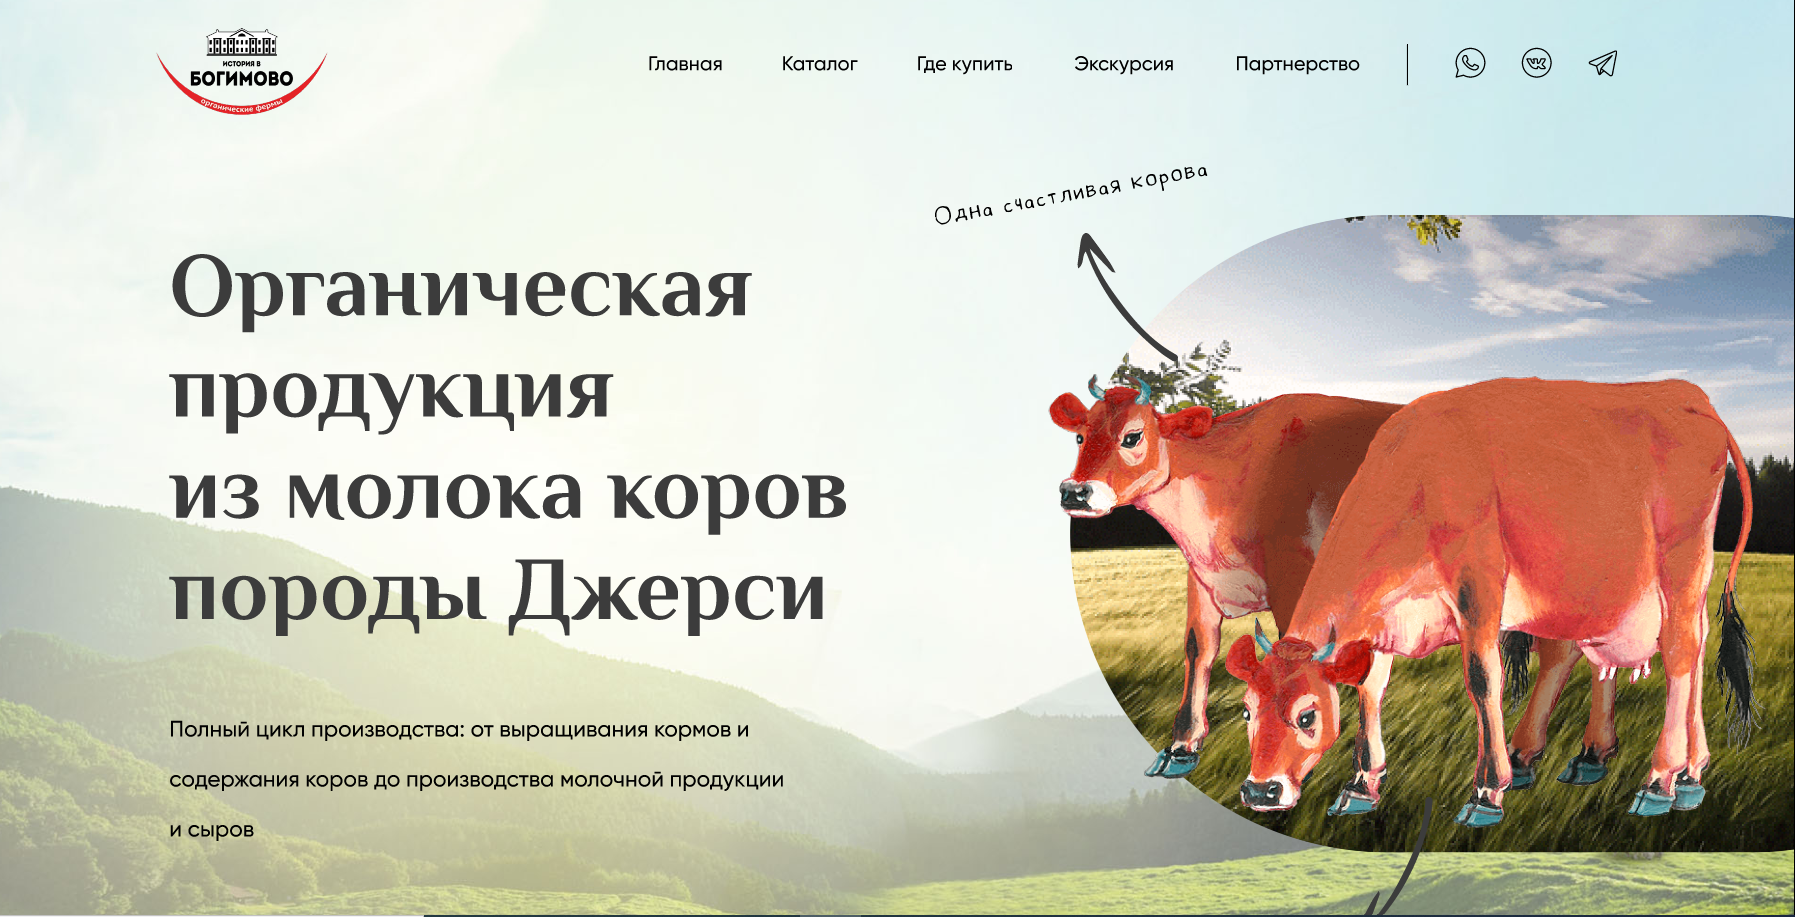 ИСТОРИЯ В
БОГИМОВО
органические фермы
Главная
Каталог
Где купить
Экскурсия
Партнерство
Одна счастливая корова
Органическая
продукция
из молока коров
породы Джерси
Полный цикл производства: от выращивания кормов и
содержания коров до производства молочной продукции
и сыров